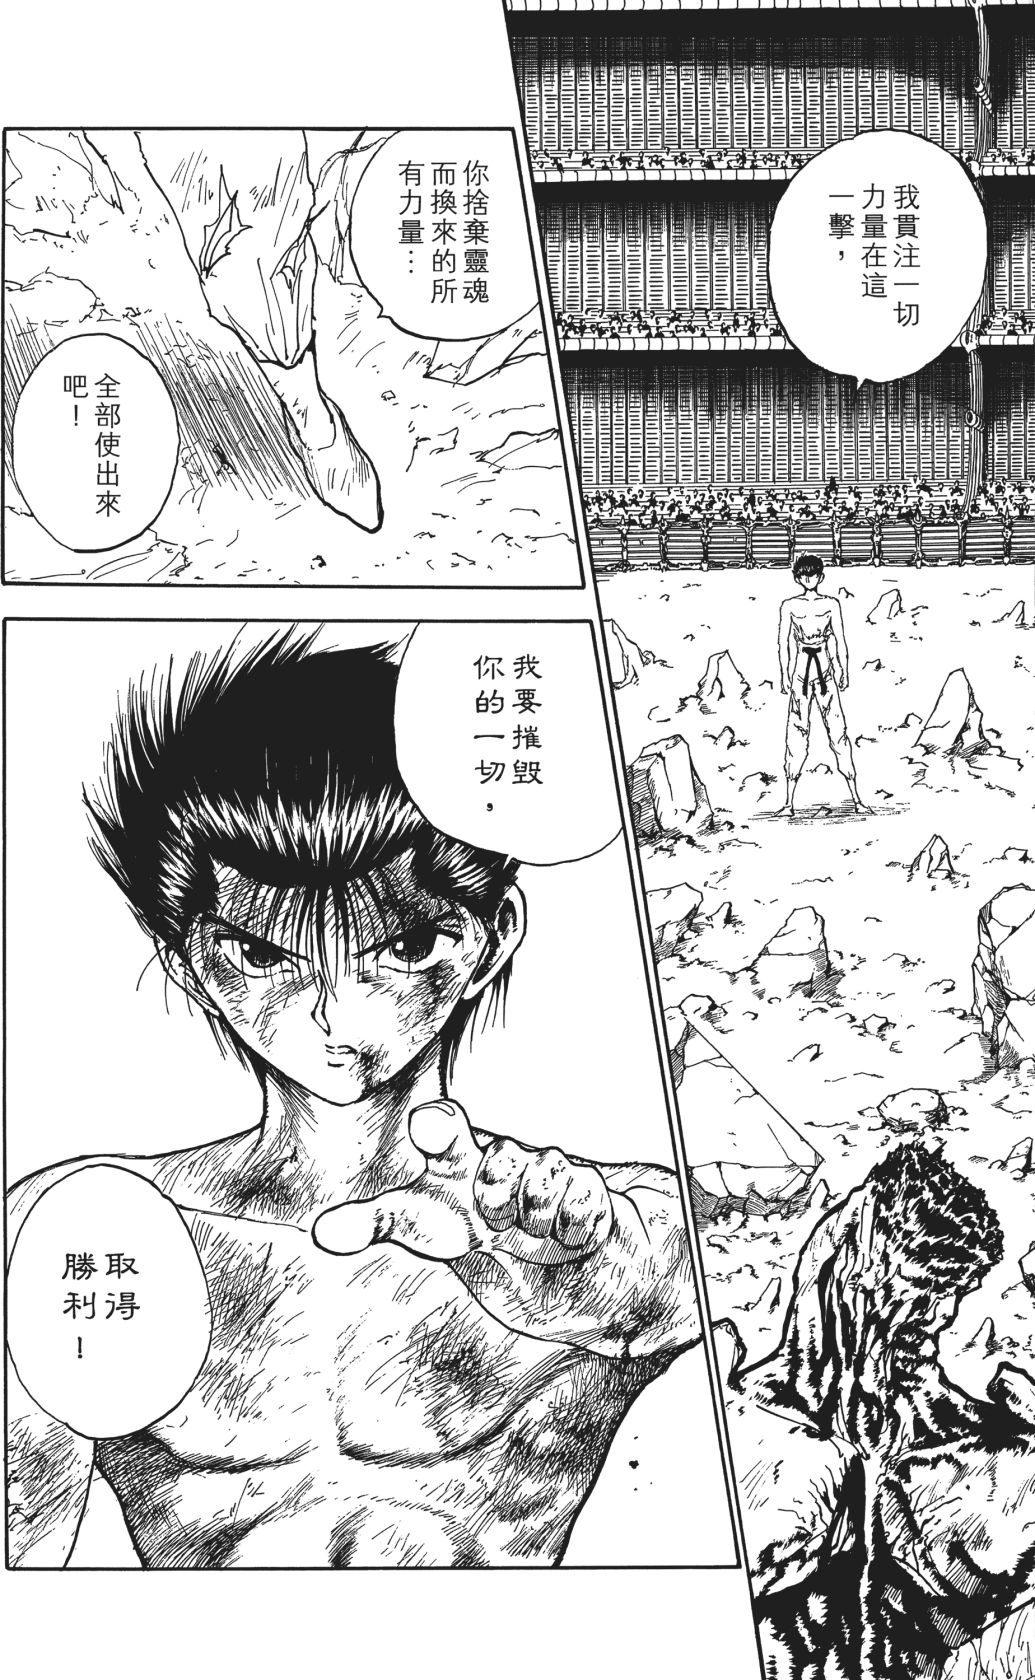 我貫注一切
力量在這
一擊，
你捨棄靈魂
而換來的所
有力量…
全部使出來
吧！
我要摧毀
你的一切，
取得
勝利！